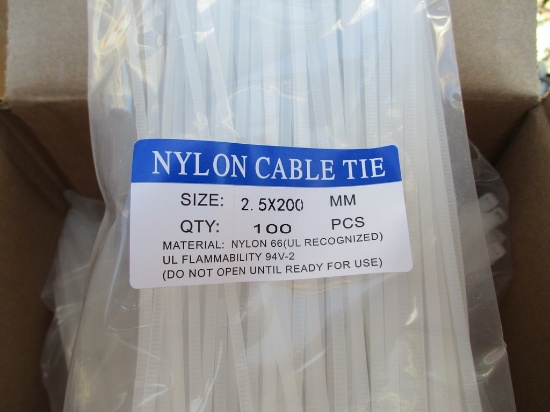 NYLON CABLE TIE
SIZE: 2.5X200 MM
QTY: 100 PCS
MATERIAL: NYLON 66(UL RECOGNIZED)
UL FLAMMABILITY 94V-2
(DO NOT OPEN UNTIL READY FOR USE)